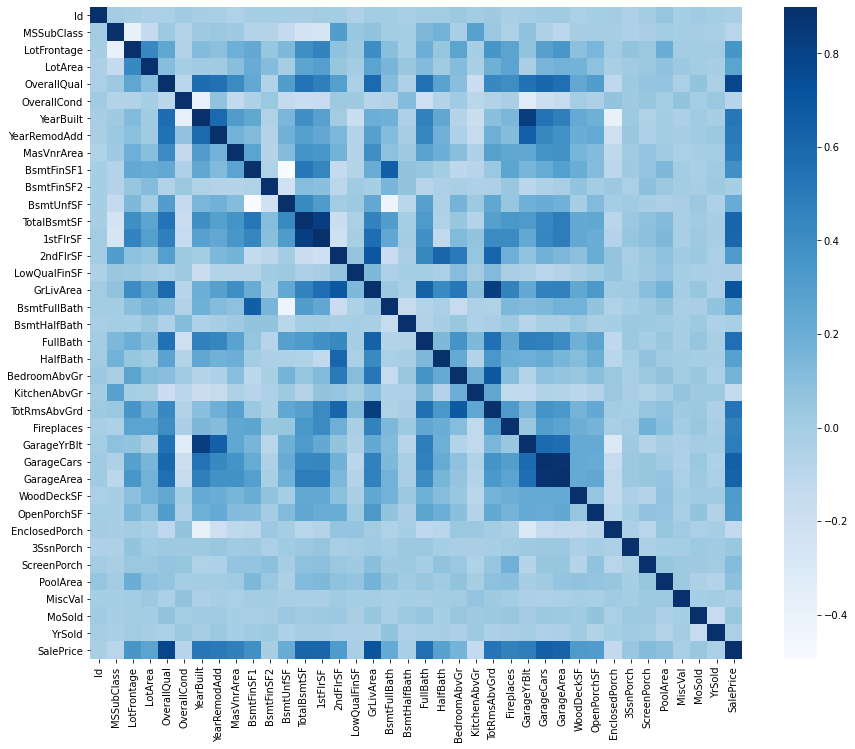 Id
MSSubClass
LotFrontage
LotArea
OverallQual
OverallCond
YearBuilt
YearRemodAdd
MasVnrArea
BsmtFinSF1
BsmtFinSF2
BsmtUnfSF
TotalBsmtSF
1stFlrSF
2ndFlrSF
LowQualFinSF
GrLivArea
BsmtFullBath
BsmtHalfBath
FullBath
HalfBath
BedroomAbvGr
KitchenAbvGr
TotRmsAbvGrd
Fireplaces
GarageYrBlt
GarageCars
GarageArea
WoodDeckSF
OpenPorchSF
EnclosedPorch
3SsnPorch
ScreenPorch
PoolArea
MiscVal
MoSold
YrSold
SalePrice
Id
MSSubClass
LotFrontage
LotArea
OverallQual
OverallCond
YearBuilt
YearRemodAdd
MasVnrArea
BsmtFinSF1
BsmtFinSF2
BsmtUnfSF
TotalBsmtSF
1stFlrSF
2ndFlrSF
LowQualFinSF
GrLivArea
BsmtFullBath
BsmtHalfBath
FullBath
HalfBath
BedroomAbvGr
KitchenAbvGr
TotRmsAbvGrd
Fireplaces
GarageYrBlt
GarageCars
GarageArea
WoodDeckSF
OpenPorchSF
EnclosedPorch
3SsnPorch
ScreenPorch
PoolArea
MiscVal
MoSold
YrSold
SalePrice
0.8
0.6
0.4
0.2
0.0
−0.2
−0.4